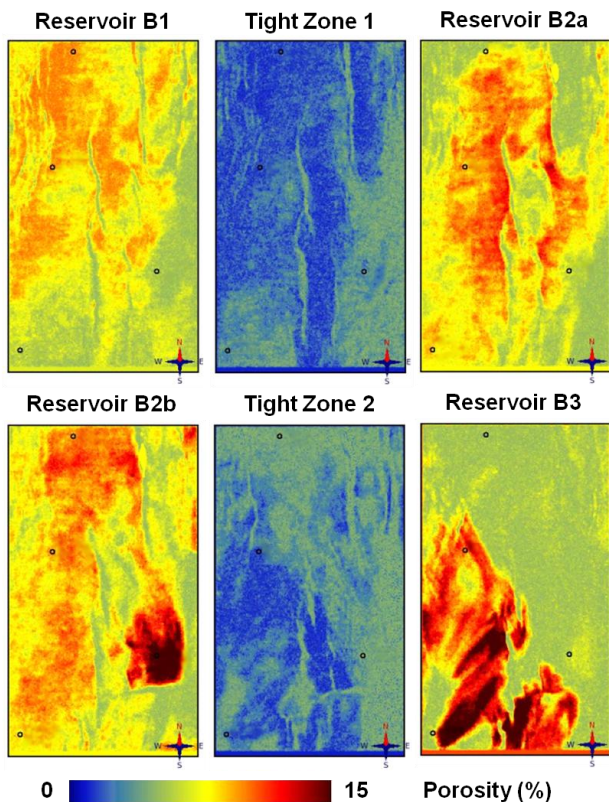 Reservoir B1 Tight Zone 1 Reservoir B2a
N N N
W E W E W E
S S S
Reservoir B2b Tight Zone 2 Reservoir B3
N N N
W E W E W E
S S S
0 15 Porosity (%)